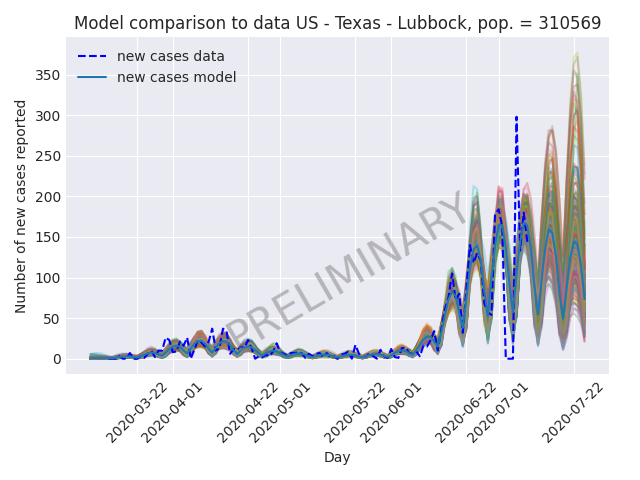 Model comparison to data US - Texas - Lubbock, pop. = 310569
new cases data
new cases model
PRELIMINARY
Number of new cases reported
350
300
250
200
150
100
50
0
2020-03-22
2020-04-01
2020-04-22
2020-05-01
2020-05-22
2020-06-01
2020-06-22
2020-07-01
2020-07-22
Day